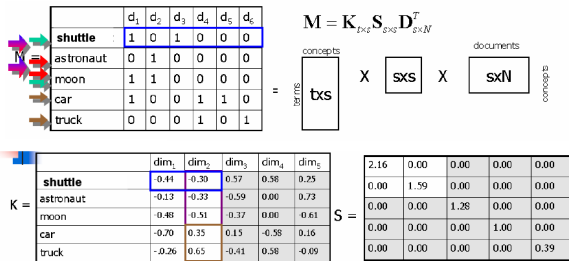 d1 d2 d3 d4 d5 d6
shuttle 1 0 1 0 0 0
astronaut 0 1 0 0 0 0
moon 1 1 0 0 0 0
car 1 0 0 1 1 0
truck 0 0 0 1 0 1
M =
=
M = K t×s S s×s D T s×N
concepts
terms
txs
X
sxs
X
documents
sxN
concepts
dim1 dim2 dim3 dim4 dim5
shuttle -0.44 -0.30 0.57 0.58 0.25
astronaut -0.13 -0.33 -0.59 0.00 0.73
moon -0.48 -0.51 -0.37 0.00 -0.61
car -0.70 0.35 0.15 -0.58 0.16
truck -.0.26 0.65 -0.41 0.58 -0.09
K =
S =
2.16 0.00 0.00 0.00 0.00
0.00 1.59 0.00 0.00 0.00
0.00 0.00 1.28 0.00 0.00
0.00 0.00 0.00 1.00 0.00
0.00 0.00 0.00 0.00 0.39